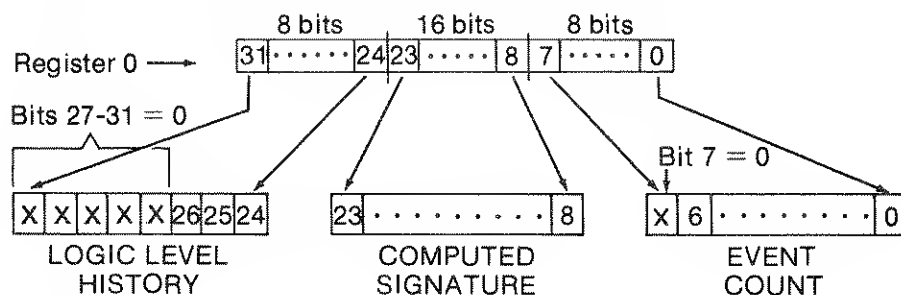 8 bits 16 bits 8 bits
Register 0
31 24 23 8 7 0
Bits 27-31 = 0
Bit 7 = 0
X X X X X 26 25 24
23 8
X 6 0
LOGIC LEVEL HISTORY
COMPUTED SIGNATURE
EVENT COUNT